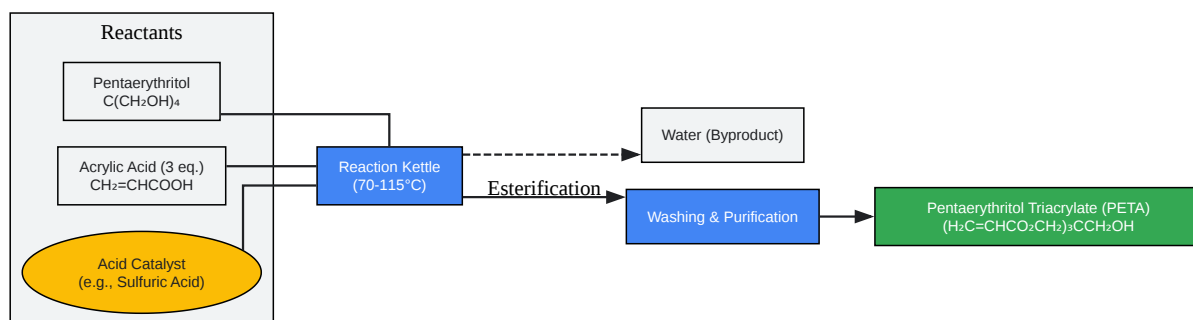 Reactants
Pentaerythritol
C(CH₂OH)₄
Acrylic Acid (3 eq.)
CH₂=CHCOOH
Acid Catalyst
(e.g., Sulfuric Acid)
Reaction Kettle
(70-115°C)
Water (Byproduct)
Esterification
Washing & Purification
Pentaerythritol Triacrylate (PETA)
(H₂C=CHCO₂CH₂)₃CCH₂OH